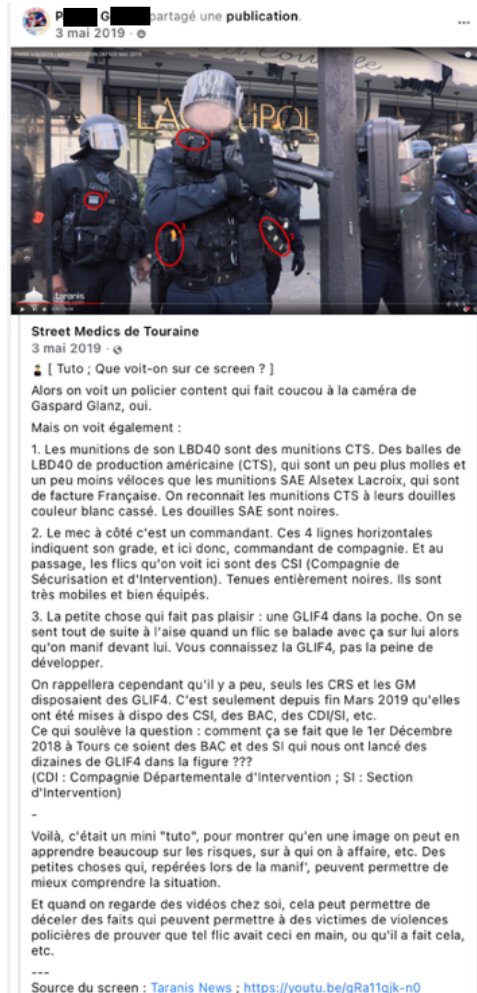 P G partagé une publication.
3 mai 2019 ·
LA PO
taranis
Street Medics de Touraine
3 mai 2019 ·
[ Tuto ; Que voit-on sur ce screen ? ]
Alors on voit un policier content qui fait coucou à la caméra de
Gaspard Glanz, oui.
Mais on voit également :
1. Les munitions de son LBD40 sont des munitions CTS. Des balles de
LBD40 de production américaine (CTS), qui sont un peu plus molles et
un peu moins véloces que les munitions SAE Alsetex Lacroix, qui sont
de facture Française. On reconnait les munitions CTS à leurs douilles
couleur blanc cassé. Les douilles SAE sont noires.
2. Le mec à côté c'est un commandant. Ces 4 lignes horizontales
indiquent son grade, et ici donc, commandant de compagnie. Et au
passage, les flics qu'on voit ici sont des CSI (Compagnie de
Sécurisation et d'Intervention). Tenues entièrement noires. Ils sont
très mobiles et bien équipés.
3. La petite chose qui fait pas plaisir : une GLIF4 dans la poche. On se
sent tout de suite à l'aise quand un flic se balade avec ça sur lui alors
qu'on manif devant lui. Vous connaissez la GLIF4, pas la peine de
développer.
On rappellera cependant qu'il y a peu, seuls les CRS et les GM
disposaient des GLIF4. C'est seulement depuis fin Mars 2019 qu'elles
ont été mises à dispo des CSI, des BAC, des CDI/SI, etc.
Ce qui soulève la question : comment ça se fait que le 1er Décembre
2018 à Tours ce soient des BAC et des SI qui nous ont lancé des
dizaines de GLIF4 dans la figure ???
(CDI : Compagnie Départementale d'Intervention ; SI : Section
d'Intervention)
-
Voilà, c'était un mini "tuto", pour montrer qu'en une image on peut en
apprendre beaucoup sur les risques, sur à qui on à affaire, etc. Des
petites choses qui, repérées lors de la manif', peuvent permettre de
mieux comprendre la situation.
Et quand on regarde des vidéos chez soi, cela peut permettre de
déceler des faits qui peuvent permettre à des victimes de violences
policières de prouver que tel flic avait ceci en main, ou qu'il a fait cela,
etc.
---
Source du screen : Taranis News ; https://youtu.be/gRa11qik-n0